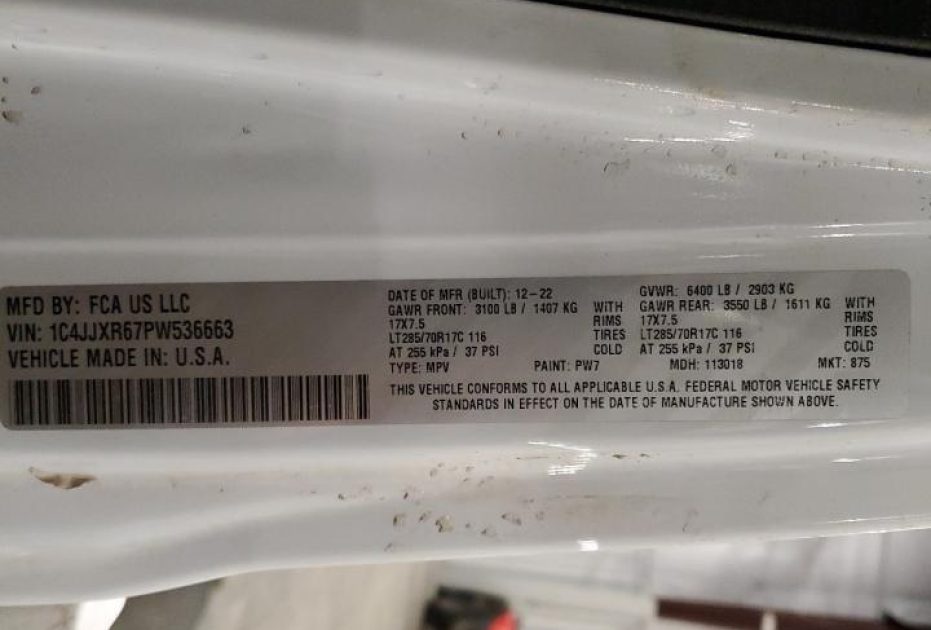 MFD BY: FCA US LLC
VIN: 1C4JJXR67PW536663
VEHICLE MADE IN: U.S.A.
DATE OF MFR (BUILT): 12-22
GAWR FRONT: 3100 LB / 1407 KG WITH
17X7.5 RIMS
LT285/70R17C 116 TIRES
AT 255 kPa / 37 PSI COLD
GVWR: 6400 LB / 2903 KG
GAWR REAR: 3550 LB / 1611 KG WITH
17X7.5 RIMS
LT285/70R17C 116 TIRES
AT 255 kPa / 37 PSI COLD
TYPE: MPV PAINT: PW7 MDH: 113018 MKT: 875
THIS VEHICLE CONFORMS TO ALL APPLICABLE U.S.A. FEDERAL MOTOR VEHICLE SAFETY
STANDARDS IN EFFECT ON THE DATE OF MANUFACTURE SHOWN ABOVE.